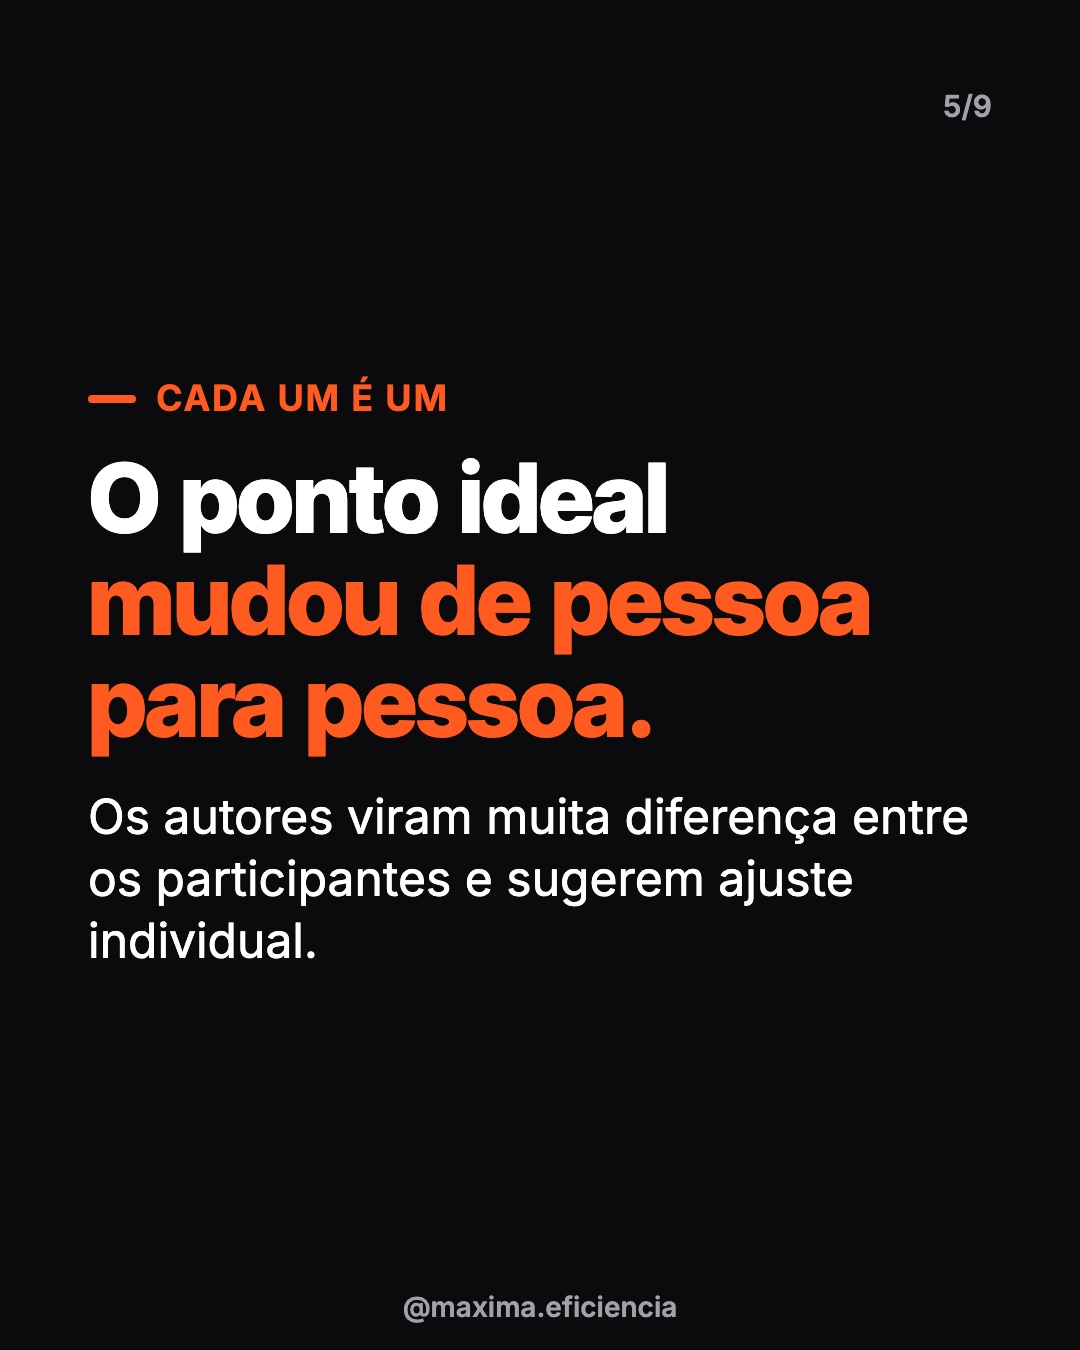 5/9
CADA UM É UM
O ponto ideal
mudou de pessoa
para pessoa.
Os autores viram muita diferença entre
os participantes e sugerem ajuste
individual.
@maxima.eficiencia